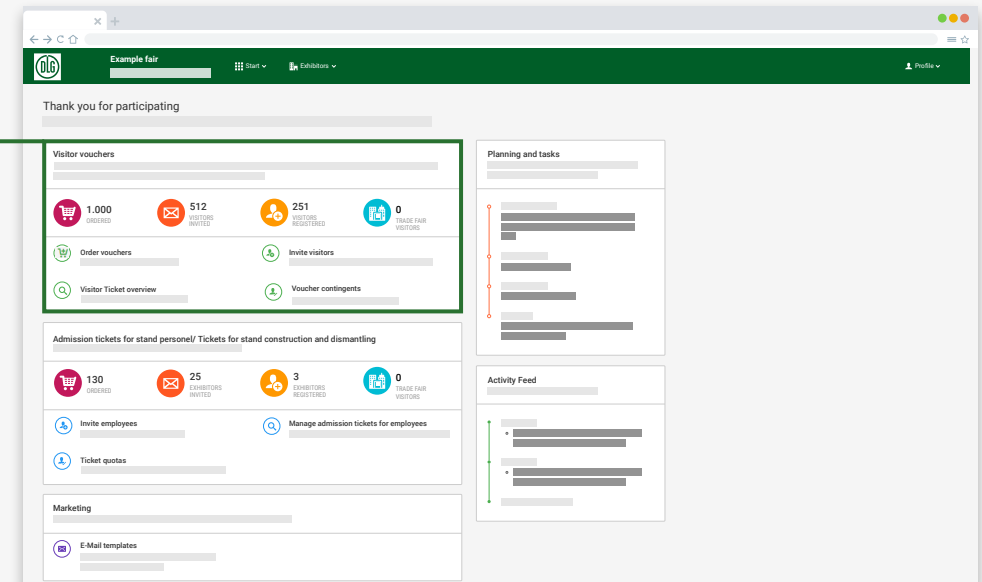 DLG
Example fair
Start
Exhibitors
Profile
Thank you for participating
Visitor vouchers
1.000
ORDERED
512
VISITORS
INVITED
251
VISITORS
REGISTERED
0
TRADE FAIR
VISITORS
Order vouchers
Invite visitors
Visitor Ticket overview
Voucher contingents
Admission tickets for stand personel/ Tickets for stand construction and dismantling
130
ORDERED
25
EXHIBITORS
INVITED
3
EXHIBITORS
REGISTERED
0
TRADE FAIR
VISITORS
Invite employees
Manage admission tickets for employees
Ticket quotas
Marketing
E-Mail templates
Planning and tasks
Activity Feed